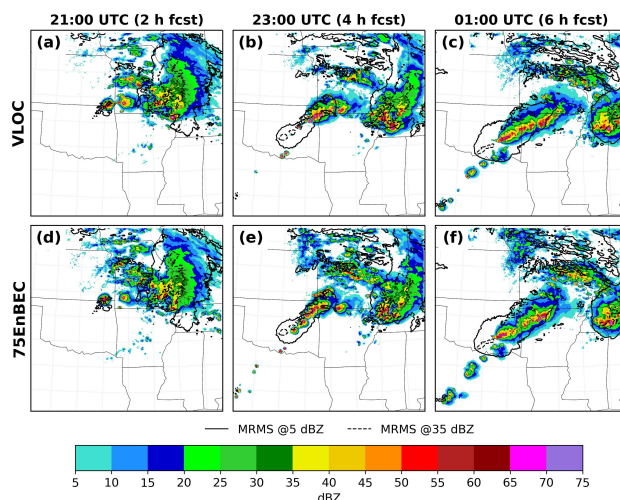 21:00 UTC (2 h fcst) 23:00 UTC (4 h fcst) 01:00 UTC (6 h fcst)
VLOC
(a) (b) (c)
75EnBEC
(d) (e) (f)
MRMS @5 dBZ MRMS @35 dBZ
5 10 15 20 25 30 35 40 45 50 55 60 65 70 75
dBZ